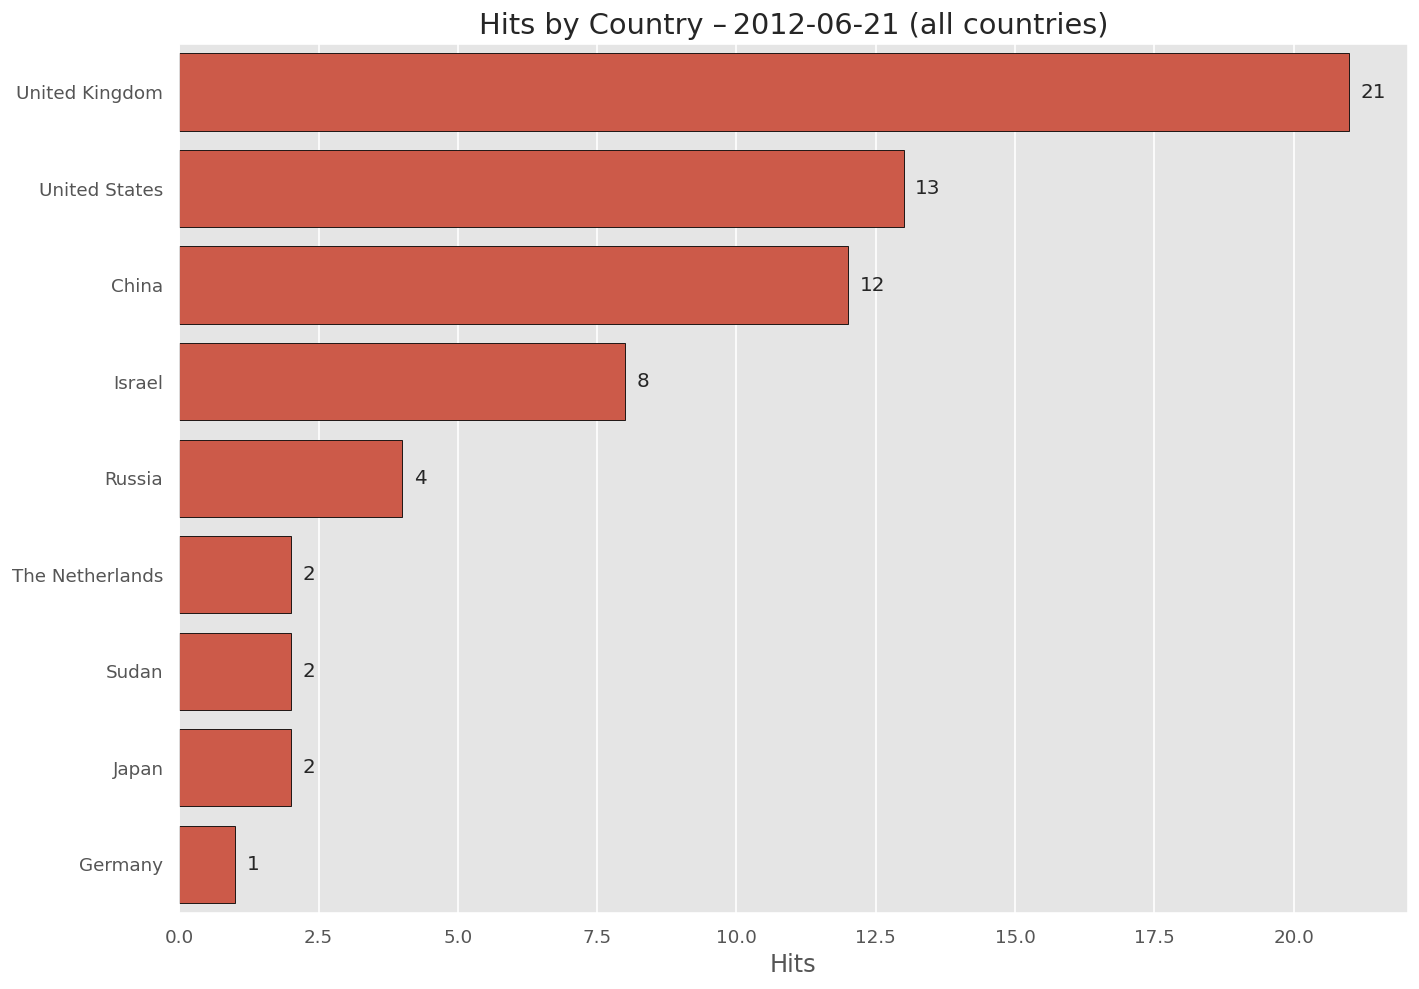 Hits by Country – 2012-06-21 (all countries)
United Kingdom 21
United States 13
China 12
Israel 8
Russia 4
The Netherlands 2
Sudan 2
Japan 2
Germany 1
0.0 2.5 5.0 7.5 10.0 12.5 15.0 17.5 20.0
Hits